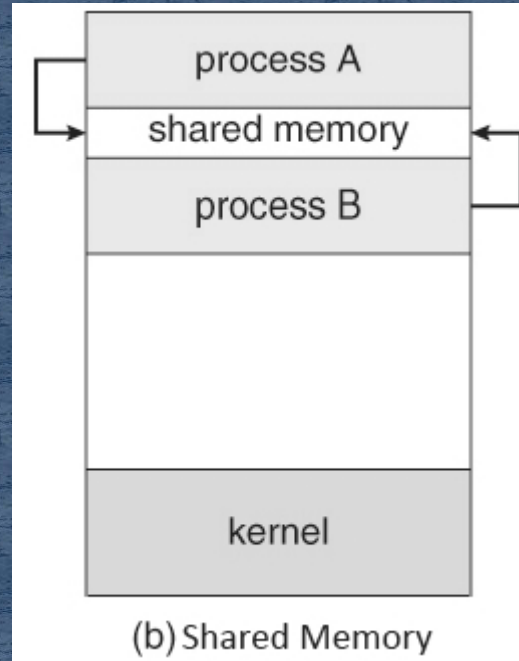 process A
shared memory
process B
kernel
(b) Shared Memory